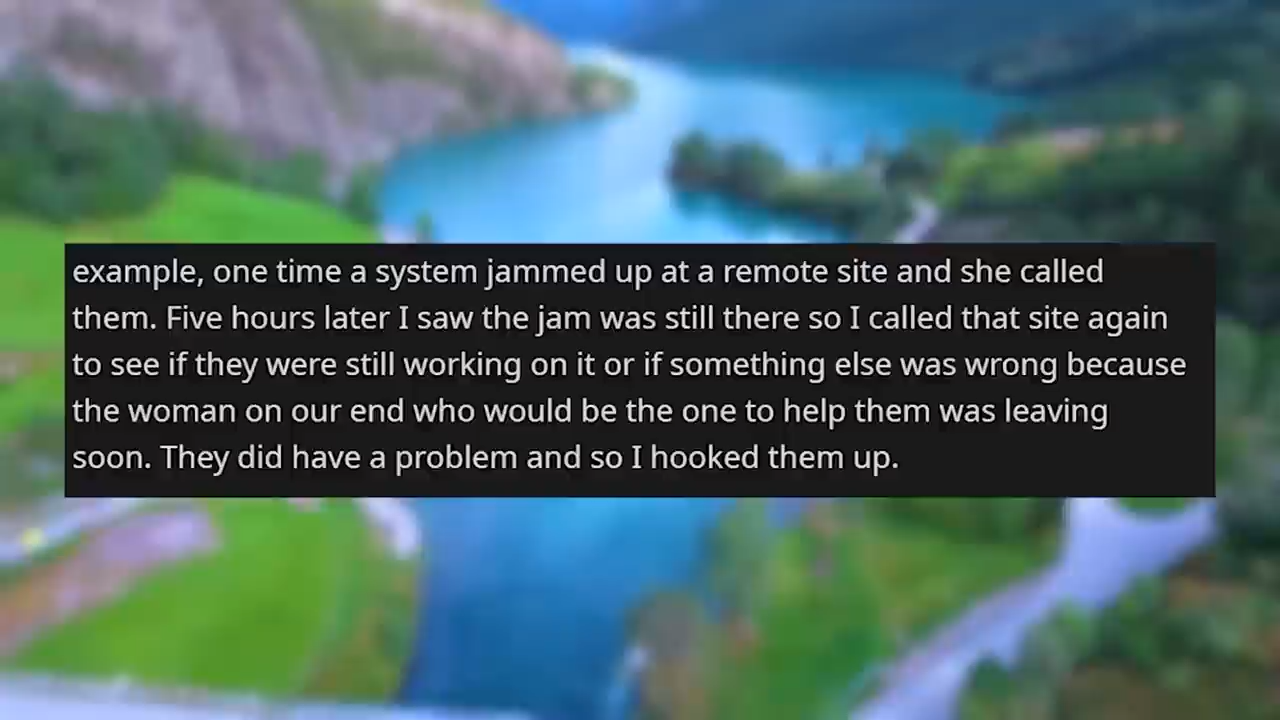 example, one time a system jammed up at a remote site and she called
them. Five hours later I saw the jam was still there so I called that site again
to see if they were still working on it or if something else was wrong because
the woman on our end who would be the one to help them was leaving
soon. They did have a problem and so I hooked them up.